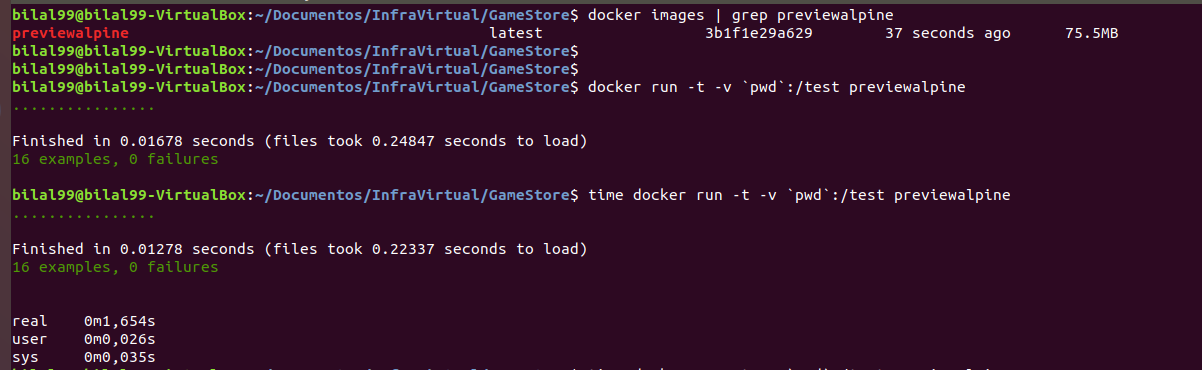 bilal99@bilal99-VirtualBox:~/Documentos/InfraVirtual/GameStore$ docker images | grep previewalpine
previewalpine latest 3b1f1e29a629 37 seconds ago 75.5MB
bilal99@bilal99-VirtualBox:~/Documentos/InfraVirtual/GameStore$
bilal99@bilal99-VirtualBox:~/Documentos/InfraVirtual/GameStore$
bilal99@bilal99-VirtualBox:~/Documentos/InfraVirtual/GameStore$ docker run -t -v `pwd`:/test previewalpine
................
Finished in 0.01678 seconds (files took 0.24847 seconds to load)
16 examples, 0 failures
bilal99@bilal99-VirtualBox:~/Documentos/InfraVirtual/GameStore$ time docker run -t -v `pwd`:/test previewalpine
................
Finished in 0.01278 seconds (files took 0.22337 seconds to load)
16 examples, 0 failures
real 0m1,654s
user 0m0,026s
sys 0m0,035s